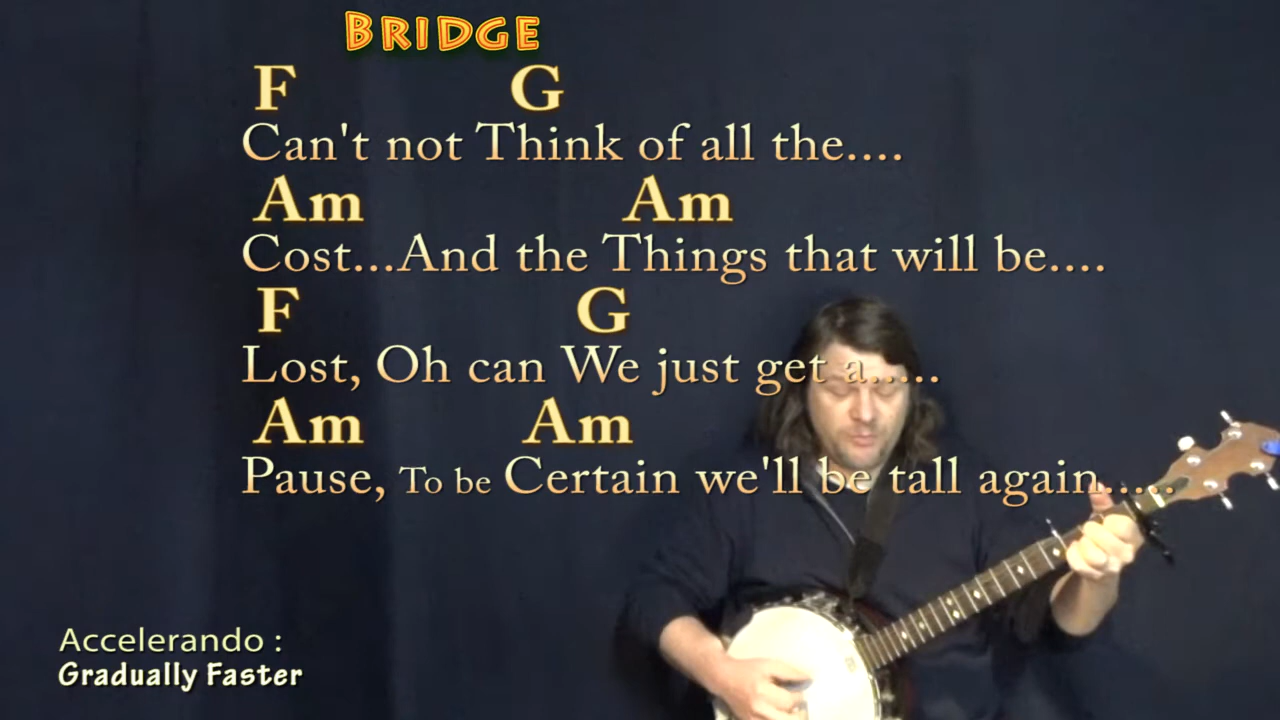 BRIDGE
F G
Can't not Think of all the....
Am Am
Cost...And the Things that will be....
F G
Lost, Oh can We just get a.....
Am Am
Pause, To be Certain we'll be tall again.....
Accelerando :
Gradually Faster